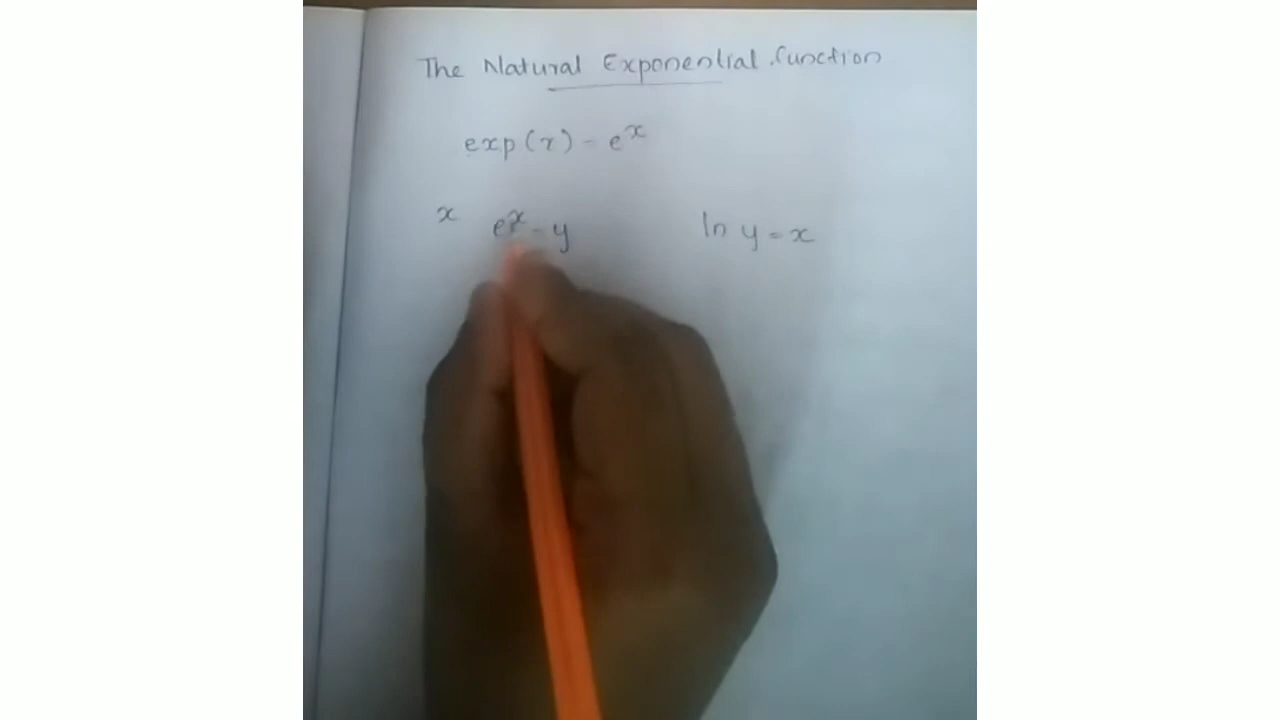 The Natural Exponential function
exp(x) = e^x
x e^x = y ln y = x